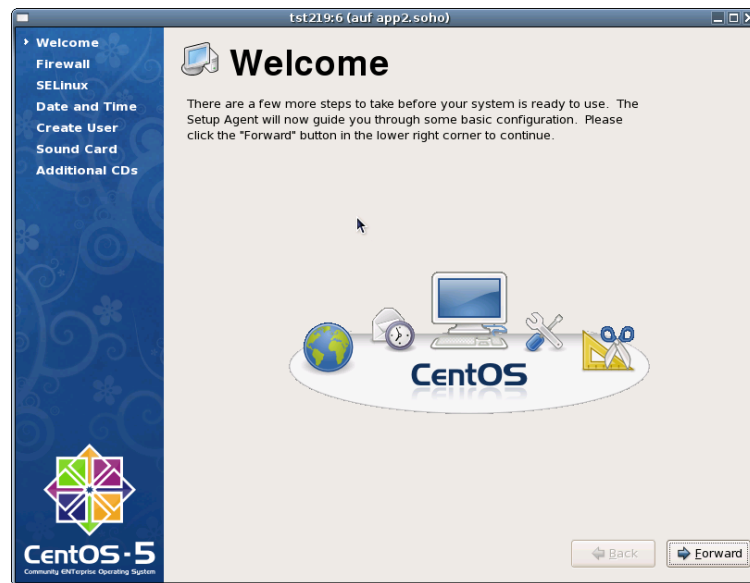 tst219:6 (auf app2.soho)
Welcome
Firewall
SELinux
Date and Time
Create User
Sound Card
Additional CDs
Welcome
There are a few more steps to take before your system is ready to use. The
Setup Agent will now guide you through some basic configuration. Please
click the "Forward" button in the lower right corner to continue.
CentOS
CentOS-5
Community ENTerprise Operating System
Back
Forward